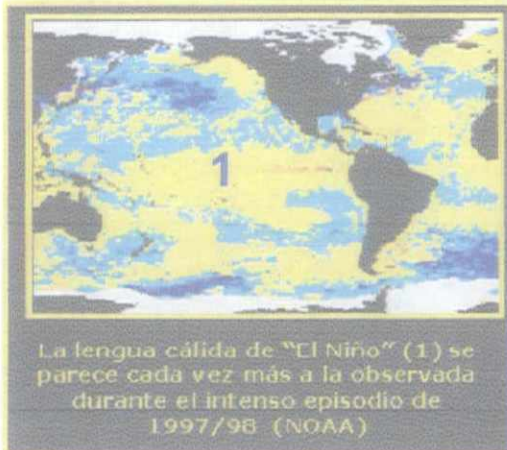 1
La lengua cálida de "El Niño" (1) se
parece cada vez más a la observada
durante el intenso episodio de
1997/98 (NOAA)